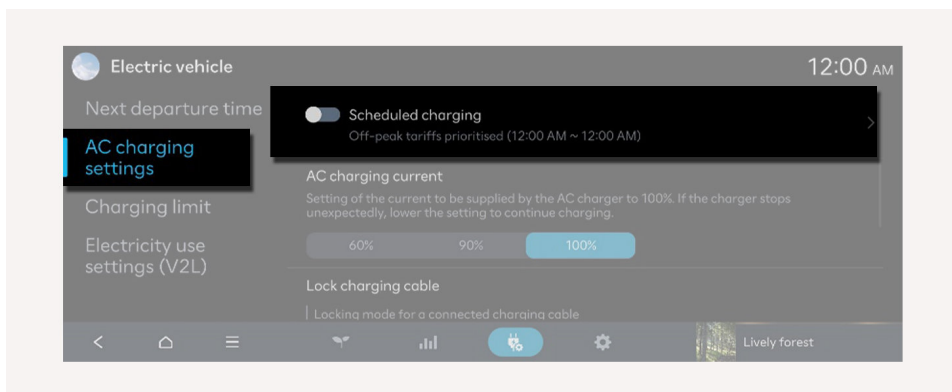 Electric vehicle
12:00 AM
Next departure time
AC charging
settings
Charging limit
Electricity use
settings (V2L)
Scheduled charging
Off-peak tariffs prioritised (12:00 AM ~ 12:00 AM)
AC charging current
Setting of the current to be supplied by the AC charger to 100%. If the charger stops
unexpectedly, lower the setting to continue charging.
60% 90% 100%
Lock charging cable
Locking mode for a connected charging cable
Lively forest